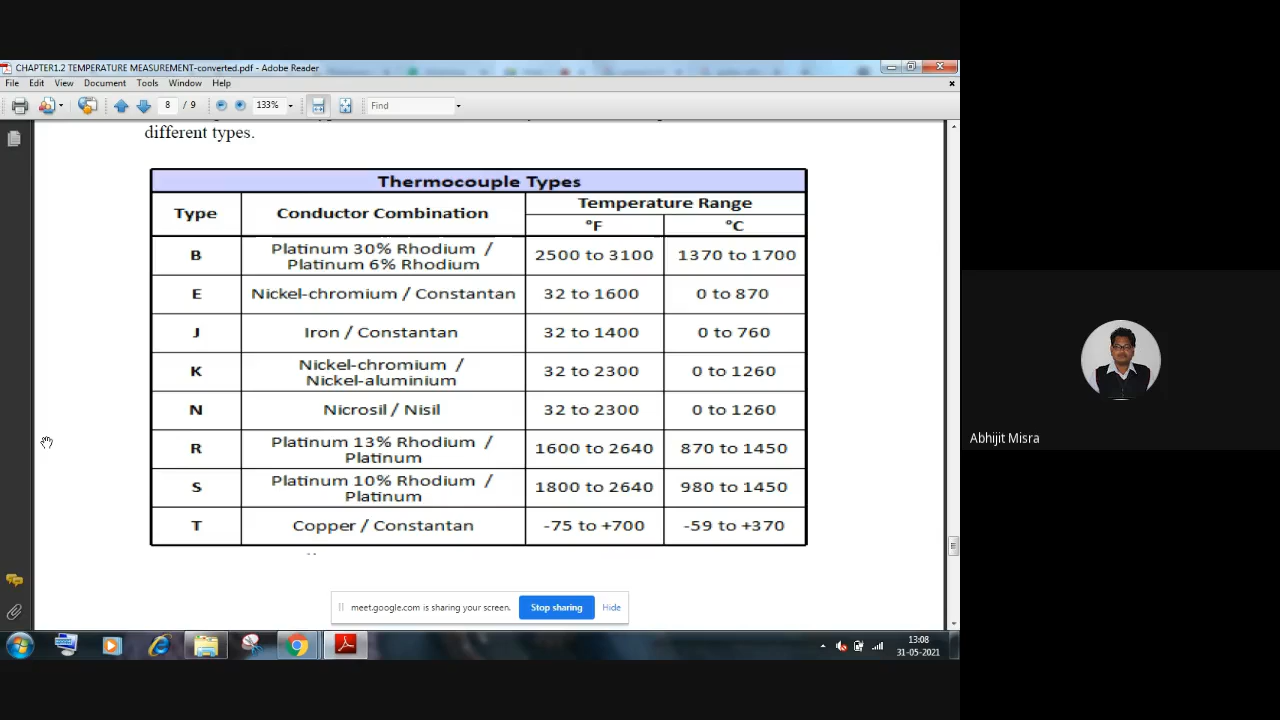 CHAPTER1.2 TEMPERATURE MEASUREMENT-converted.pdf - Adobe Reader
File Edit View Document Tools Window Help
8 / 9 133% Find
different types.
Thermocouple Types
Type Conductor Combination Temperature Range
°F °C
B Platinum 30% Rhodium / 2500 to 3100 1370 to 1700
Platinum 6% Rhodium
E Nickel-chromium / Constantan 32 to 1600 0 to 870
J Iron / Constantan 32 to 1400 0 to 760
K Nickel-chromium / 32 to 2300 0 to 1260
Nickel-aluminium
N Nicrosil / Nisil 32 to 2300 0 to 1260
R Platinum 13% Rhodium / 1600 to 2640 870 to 1450
Platinum
S Platinum 10% Rhodium / 1800 to 2640 980 to 1450
Platinum
T Copper / Constantan -75 to +700 -59 to +370
meet.google.com is sharing your screen. Stop sharing Hide
13:08
31-05-2021
Abhijit Misra